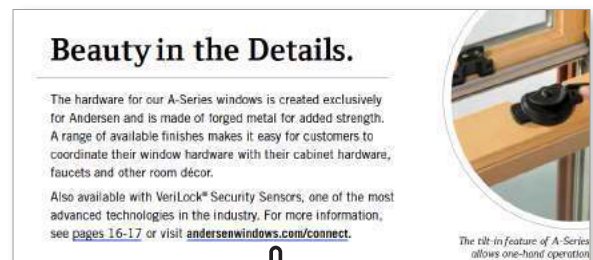 Beauty in the Details.
The hardware for our A-Series windows is created exclusively
for Andersen and is made of forged metal for added strength.
A range of available finishes makes it easy for customers to
coordinate their window hardware with their cabinet hardware,
faucets and other room décor.
Also available with VeriLock® Security Sensors, one of the most
advanced technologies in the industry. For more information,
see pages 16-17 or visit andersenwindows.com/connect.
The tilt-in feature of A-Series
allows one-hand operation